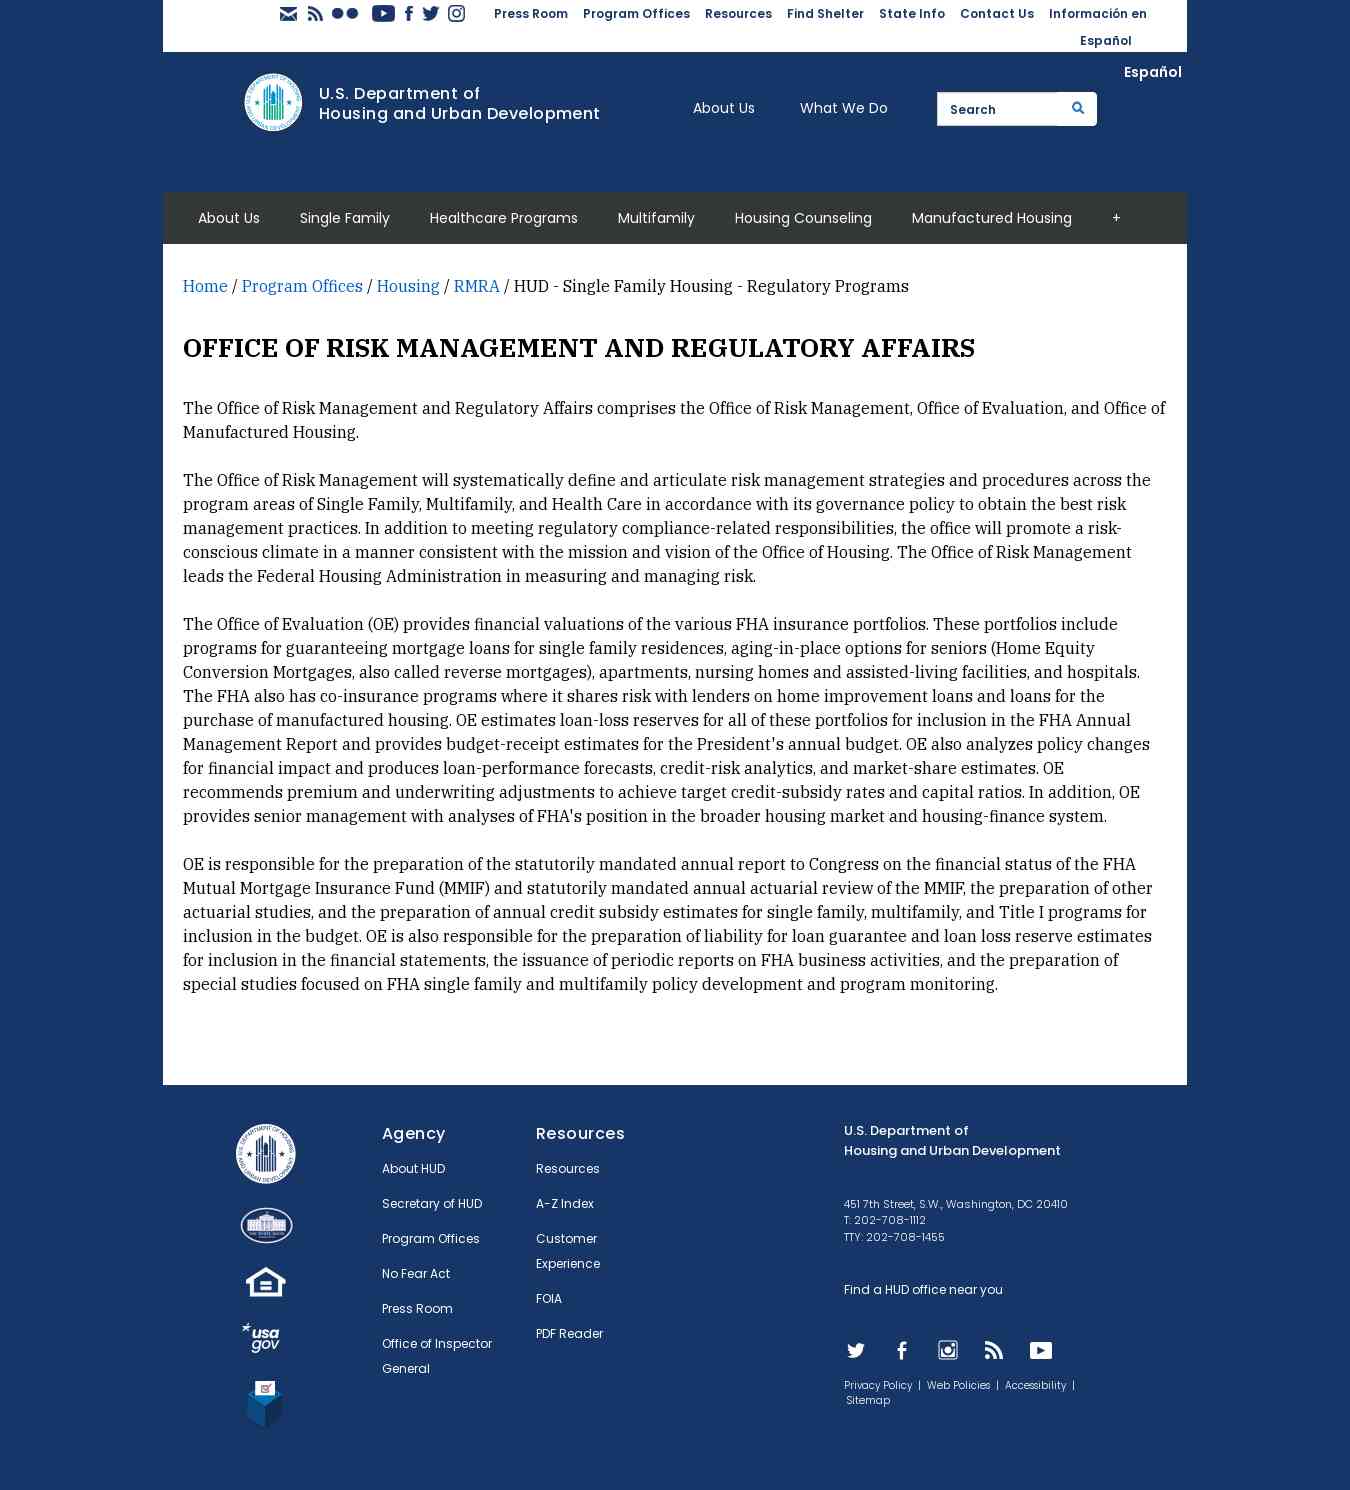 Press Room Program Offices Resources Find Shelter State Info Contact Us Información en
Español
Español
U.S. Department of
Housing and Urban Development
About Us What We Do
Search
About Us Single Family Healthcare Programs Multifamily Housing Counseling Manufactured Housing +
Home / Program Offices / Housing / RMRA / HUD - Single Family Housing - Regulatory Programs
OFFICE OF RISK MANAGEMENT AND REGULATORY AFFAIRS
The Office of Risk Management and Regulatory Affairs comprises the Office of Risk Management, Office of Evaluation, and Office of
Manufactured Housing.
The Office of Risk Management will systematically define and articulate risk management strategies and procedures across the
program areas of Single Family, Multifamily, and Health Care in accordance with its governance policy to obtain the best risk
management practices. In addition to meeting regulatory compliance-related responsibilities, the office will promote a risk-
conscious climate in a manner consistent with the mission and vision of the Office of Housing. The Office of Risk Management
leads the Federal Housing Administration in measuring and managing risk.
The Office of Evaluation (OE) provides financial valuations of the various FHA insurance portfolios. These portfolios include
programs for guaranteeing mortgage loans for single family residences, aging-in-place options for seniors (Home Equity
Conversion Mortgages, also called reverse mortgages), apartments, nursing homes and assisted-living facilities, and hospitals.
The FHA also has co-insurance programs where it shares risk with lenders on home improvement loans and loans for the
purchase of manufactured housing. OE estimates loan-loss reserves for all of these portfolios for inclusion in the FHA Annual
Management Report and provides budget-receipt estimates for the President's annual budget. OE also analyzes policy changes
for financial impact and produces loan-performance forecasts, credit-risk analytics, and market-share estimates. OE
recommends premium and underwriting adjustments to achieve target credit-subsidy rates and capital ratios. In addition, OE
provides senior management with analyses of FHA's position in the broader housing market and housing-finance system.
OE is responsible for the preparation of the statutorily mandated annual report to Congress on the financial status of the FHA
Mutual Mortgage Insurance Fund (MMIF) and statutorily mandated annual actuarial review of the MMIF, the preparation of other
actuarial studies, and the preparation of annual credit subsidy estimates for single family, multifamily, and Title I programs for
inclusion in the budget. OE is also responsible for the preparation of liability for loan guarantee and loan loss reserve estimates
for inclusion in the financial statements, the issuance of periodic reports on FHA business activities, and the preparation of
special studies focused on FHA single family and multifamily policy development and program monitoring.
usa
gov
Agency
About HUD
Secretary of HUD
Program Offices
No Fear Act
Press Room
Office of Inspector
General
Resources
Resources
A-Z Index
Customer
Experience
FOIA
PDF Reader
U.S. Department of
Housing and Urban Development
451 7th Street, S.W., Washington, DC 20410
T: 202-708-1112
TTY: 202-708-1455
Find a HUD office near you
Privacy Policy | Web Policies | Accessibility |
Sitemap